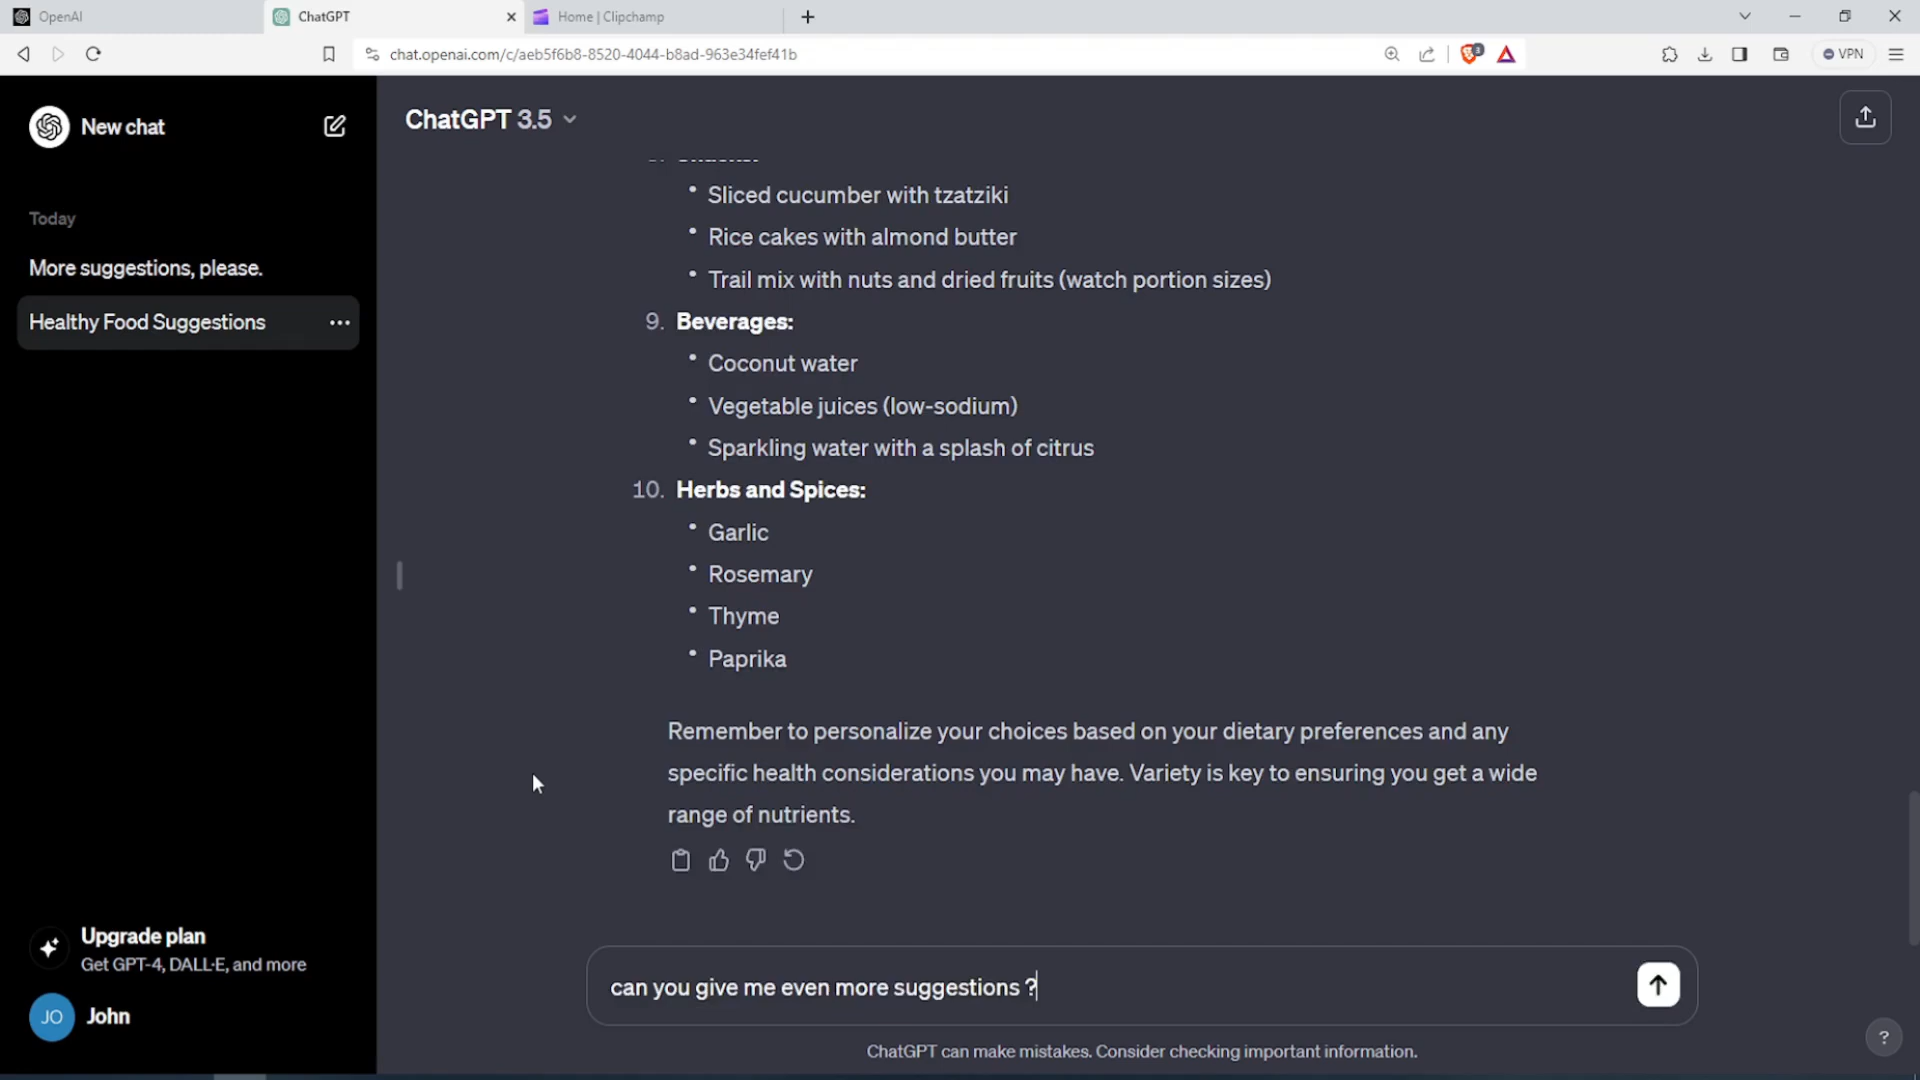 OpenAI
ChatGPT
Home | Clipchamp
chat.openai.com/c/aeb5f6b8-8520-4044-b8ad-963e34fef41b
3
VPN
New chat
ChatGPT 3.5
Today
More suggestions, please.
Healthy Food Suggestions
• Sliced cucumber with tzatziki
• Rice cakes with almond butter
• Trail mix with nuts and dried fruits (watch portion sizes)
9. Beverages:
• Coconut water
• Vegetable juices (low-sodium)
• Sparkling water with a splash of citrus
10. Herbs and Spices:
• Garlic
• Rosemary
• Thyme
• Paprika
Remember to personalize your choices based on your dietary preferences and any
specific health considerations you may have. Variety is key to ensuring you get a wide
range of nutrients.
Upgrade plan
Get GPT-4, DALL·E, and more
JO John
can you give me even more suggestions ?
ChatGPT can make mistakes. Consider checking important information.
?